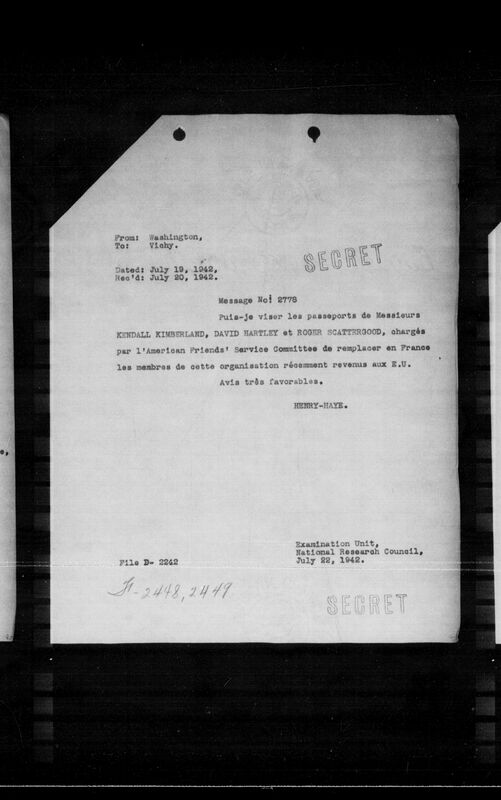 From: Washington,
To: Vichy.
SECRET
Dated: July 19, 1942,
Rec'd: July 20, 1942.
Message No: 2778
Puis-je viser les passeports de Messieurs
KENDALL KIMBERLAND, DAVID HARTLEY et ROGER SCATTERGOOD, chargés
par l'American Friends' Service Committee de remplacer en France
les membres de cette organisation récemment revenus aux E.U.
Avis très favorables.
HENRY-HAYE.
Examination Unit,
National Research Council,
File D- 2242
July 22, 1942.
-2448, 2449
SECRET